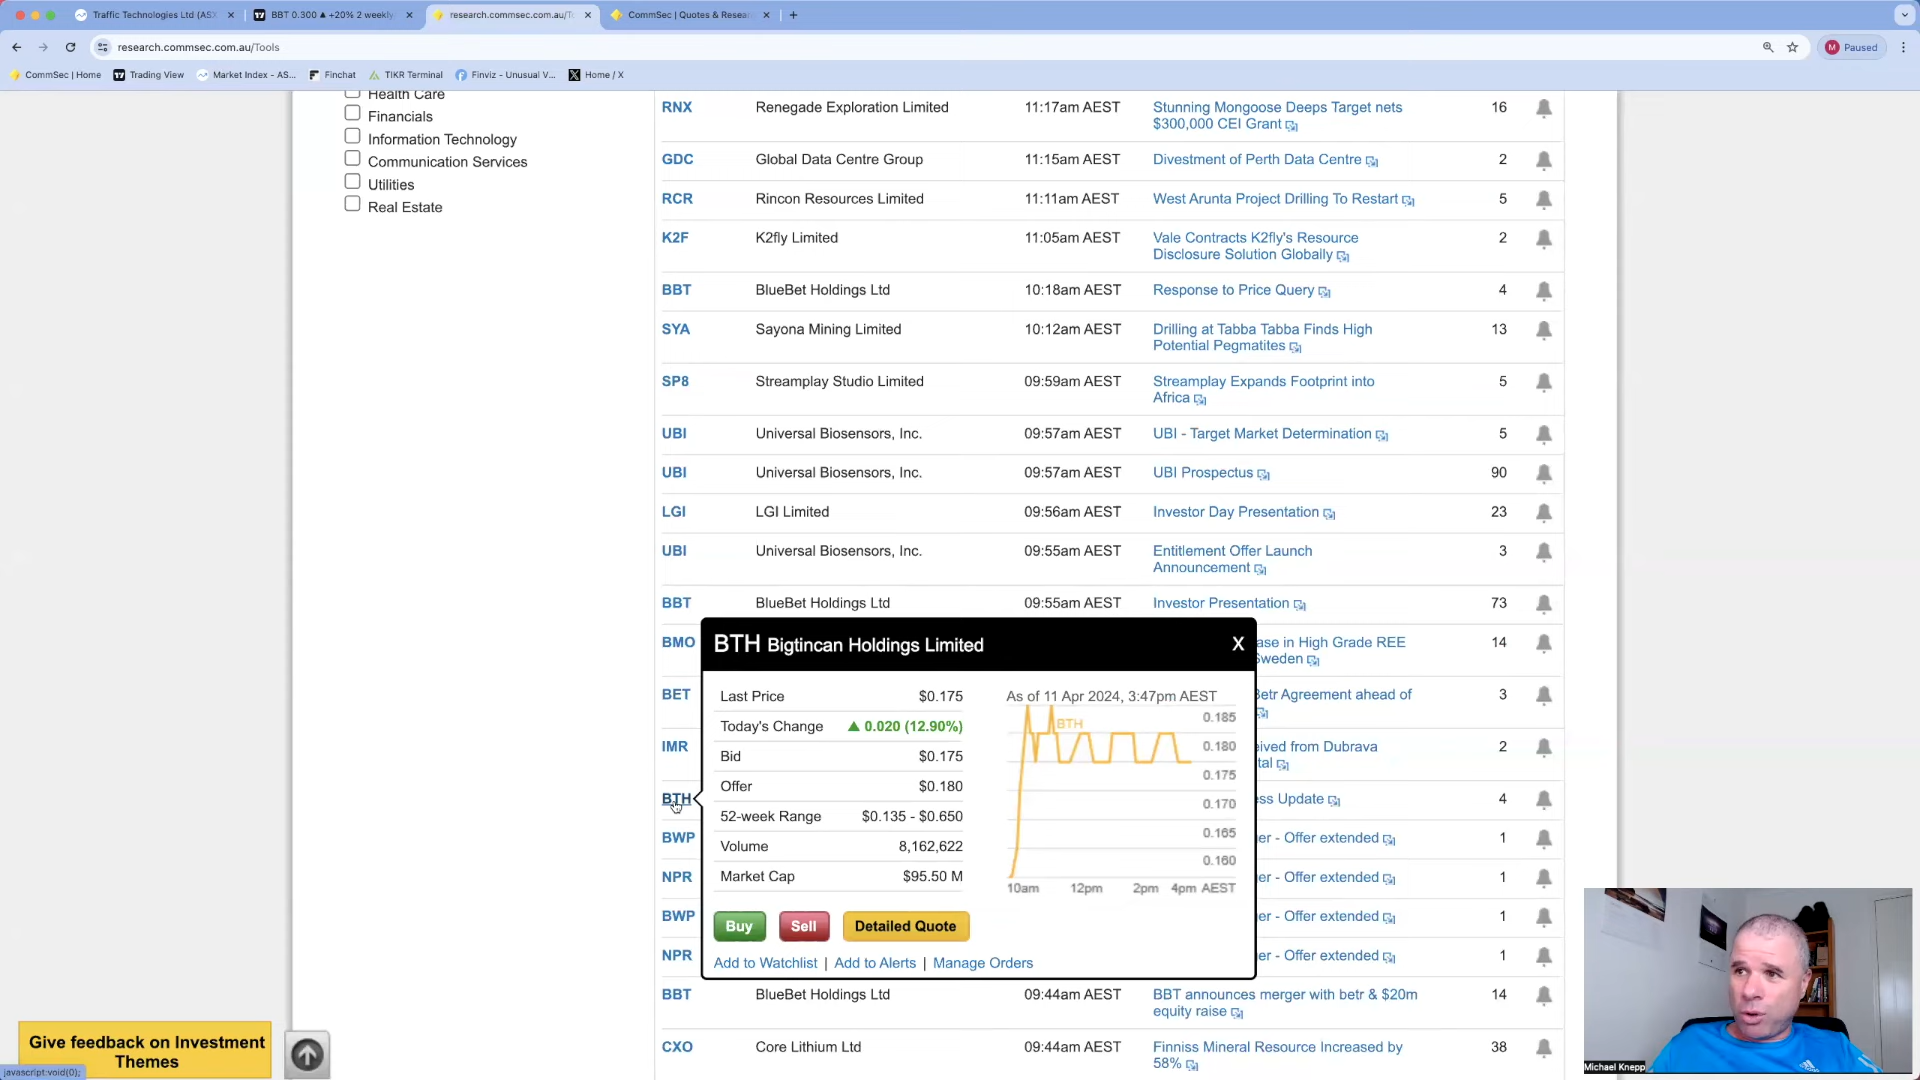 Traffic Technologies Ltd (ASX
BBT 0.300 ▲ +20% 2 weekly
research.commsec.com.au/To
CommSec | Quotes & Resea
research.commsec.com.au/Tools
M Paused
CommSec | Home
Trading View
Market Index - AS...
Finchat
TIKR Terminal
Finviz - Unusual V...
Home / X
Health Care
Financials
Information Technology
Communication Services
Utilities
Real Estate
RNX Renegade Exploration Limited 11:17am AEST Stunning Mongoose Deeps Target nets 16
$300,000 CEI Grant
GDC Global Data Centre Group 11:15am AEST Divestment of Perth Data Centre 2
RCR Rincon Resources Limited 11:11am AEST West Arunta Project Drilling To Restart 5
K2F K2fly Limited 11:05am AEST Vale Contracts K2fly's Resource 2
Disclosure Solution Globally
BBT BlueBet Holdings Ltd 10:18am AEST Response to Price Query 4
SYA Sayona Mining Limited 10:12am AEST Drilling at Tabba Tabba Finds High 13
Potential Pegmatites
SP8 Streamplay Studio Limited 09:59am AEST Streamplay Expands Footprint into 5
Africa
UBI Universal Biosensors, Inc. 09:57am AEST UBI - Target Market Determination 5
UBI Universal Biosensors, Inc. 09:57am AEST UBI Prospectus 90
LGI LGI Limited 09:56am AEST Investor Day Presentation 23
UBI Universal Biosensors, Inc. 09:55am AEST Entitlement Offer Launch 3
Announcement
BBT BlueBet Holdings Ltd 09:55am AEST Investor Presentation 73
BMO ase in High Grade REE 14
Sweden
BET Betr Agreement ahead of 3
IMR eived from Dubrava 2
tal
BTH ess Update 4
BWP er - Offer extended 1
NPR er - Offer extended 1
BWP er - Offer extended 1
NPR er - Offer extended 1
BTH Bigtincan Holdings Limited X
Last Price $0.175
Today's Change ▲ 0.020 (12.90%)
Bid $0.175
Offer $0.180
52-week Range $0.135 - $0.650
Volume 8,162,622
Market Cap $95.50 M
As of 11 Apr 2024, 3:47pm AEST
BTH
0.185
0.180
0.175
0.170
0.165
0.160
10am 12pm 2pm 4pm AEST
Buy Sell Detailed Quote
Add to Watchlist | Add to Alerts | Manage Orders
BBT BlueBet Holdings Ltd 09:44am AEST BBT announces merger with betr & $20m 14
equity raise
CXO Core Lithium Ltd 09:44am AEST Finniss Mineral Resource Increased by 38
58%
Give feedback on Investment
Themes
javascript:void(0);
adidas
Michael Knepp